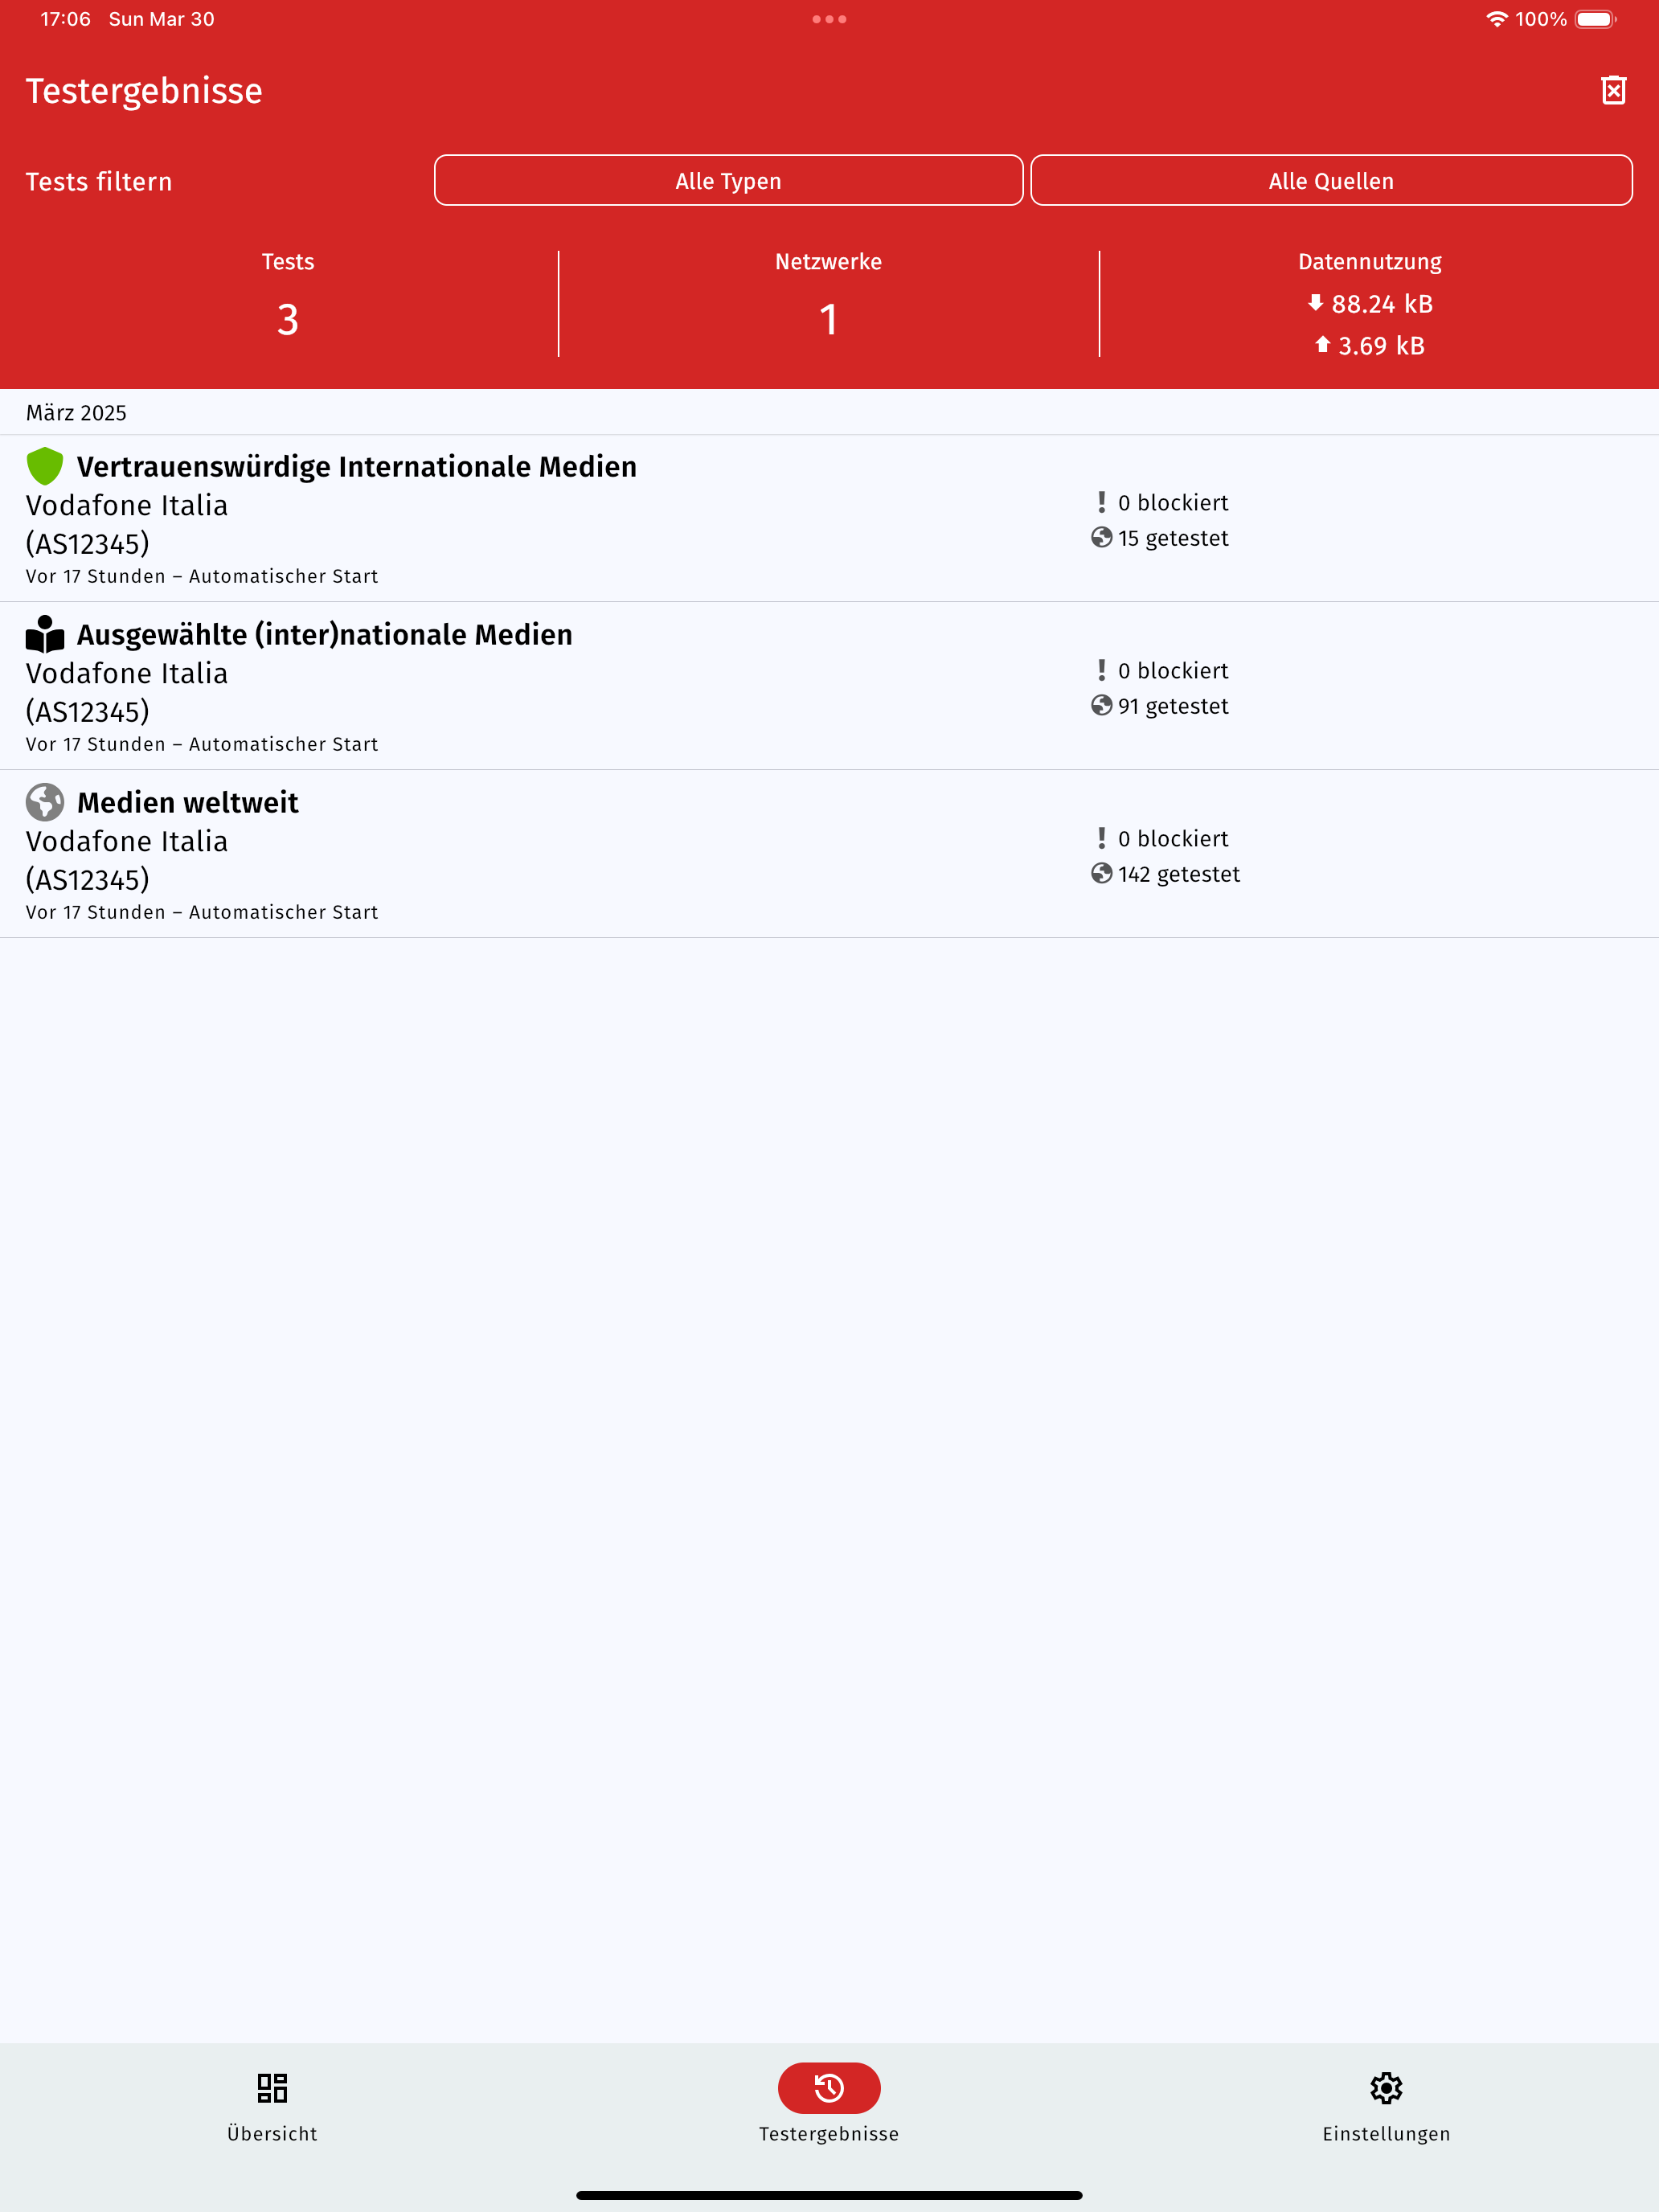 17:06 Sun Mar 30
100%
Testergebnisse
Tests filtern
Alle Typen
Alle Quellen
Tests
3
Netzwerke
1
Datennutzung
88.24 kB
3.69 kB
März 2025
Vertrauenswürdige Internationale Medien
Vodafone Italia
(AS12345)
Vor 17 Stunden – Automatischer Start
0 blockiert
15 getestet
Ausgewählte (inter)nationale Medien
Vodafone Italia
(AS12345)
Vor 17 Stunden – Automatischer Start
0 blockiert
91 getestet
Medien weltweit
Vodafone Italia
(AS12345)
Vor 17 Stunden – Automatischer Start
0 blockiert
142 getestet
Übersicht
Testergebnisse
Einstellungen